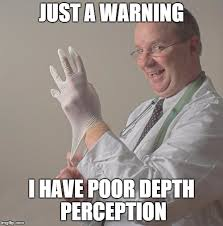 JUST A WARNING
I HAVE POOR DEPTH
PERCEPTION
imgflip.com